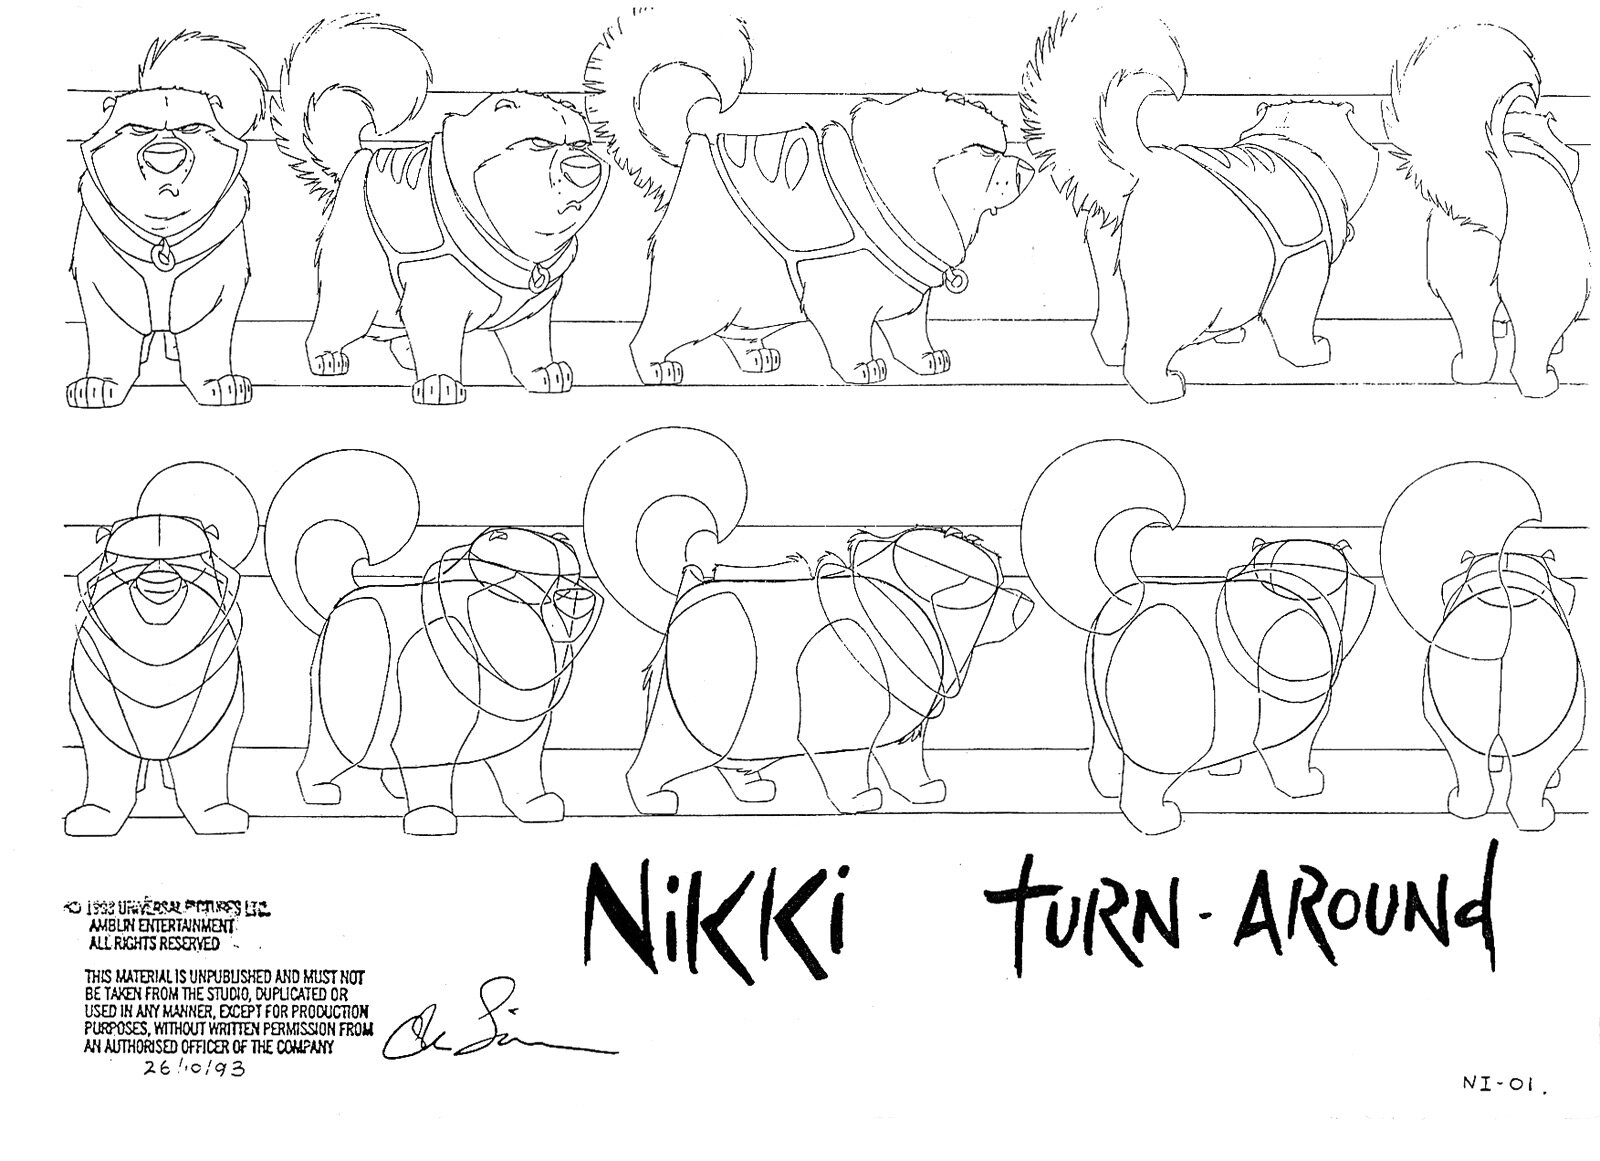 Nikki Turn-Around
© 1993 UNIVERSAL PICTURES LTD.
AMBLIN ENTERTAINMENT
ALL RIGHTS RESERVED
THIS MATERIAL IS UNPUBLISHED AND MUST NOT
BE TAKEN FROM THE STUDIO, DUPLICATED OR
USED IN ANY MANNER, EXCEPT FOR PRODUCTION
PURPOSES, WITHOUT WRITTEN PERMISSION FROM
AN AUTHORISED OFFICER OF THE COMPANY
26/10/93
NI-01.